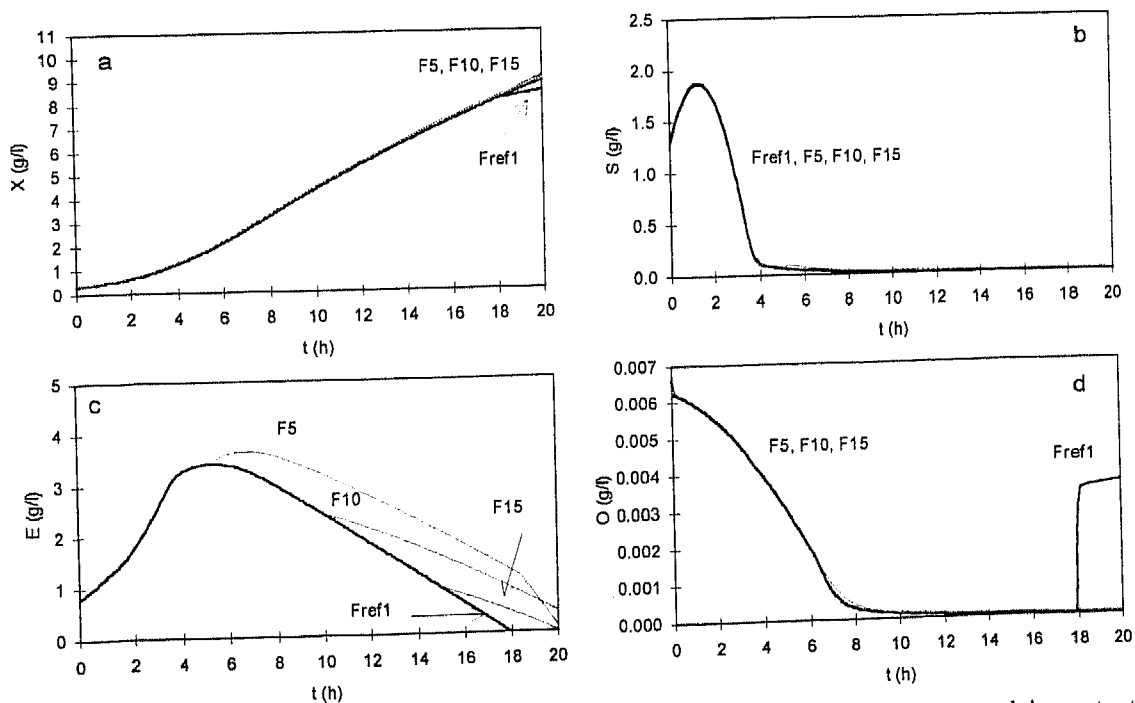 a
X (g/l)
11
10
9
8
7
6
5
4
3
2
1
0
F5, F10, F15
Fref1
0 2 4 6 8 10 12 14 16 18 20
t (h)
b
S (g/l)
2.5
2.0
1.5
1.0
0.5
0.0
Fref1, F5, F10, F15
0 2 4 6 8 10 12 14 16 18 20
t (h)
c
E (g/l)
5
4
3
2
1
0
F5
F10
F15
Fref1
0 2 4 6 8 10 12 14 16 18 20
t (h)
d
O (g/l)
0.007
0.006
0.005
0.004
0.003
0.002
0.001
0.000
F5, F10, F15
Fref1
0 2 4 6 8 10 12 14 16 18 20
t (h)